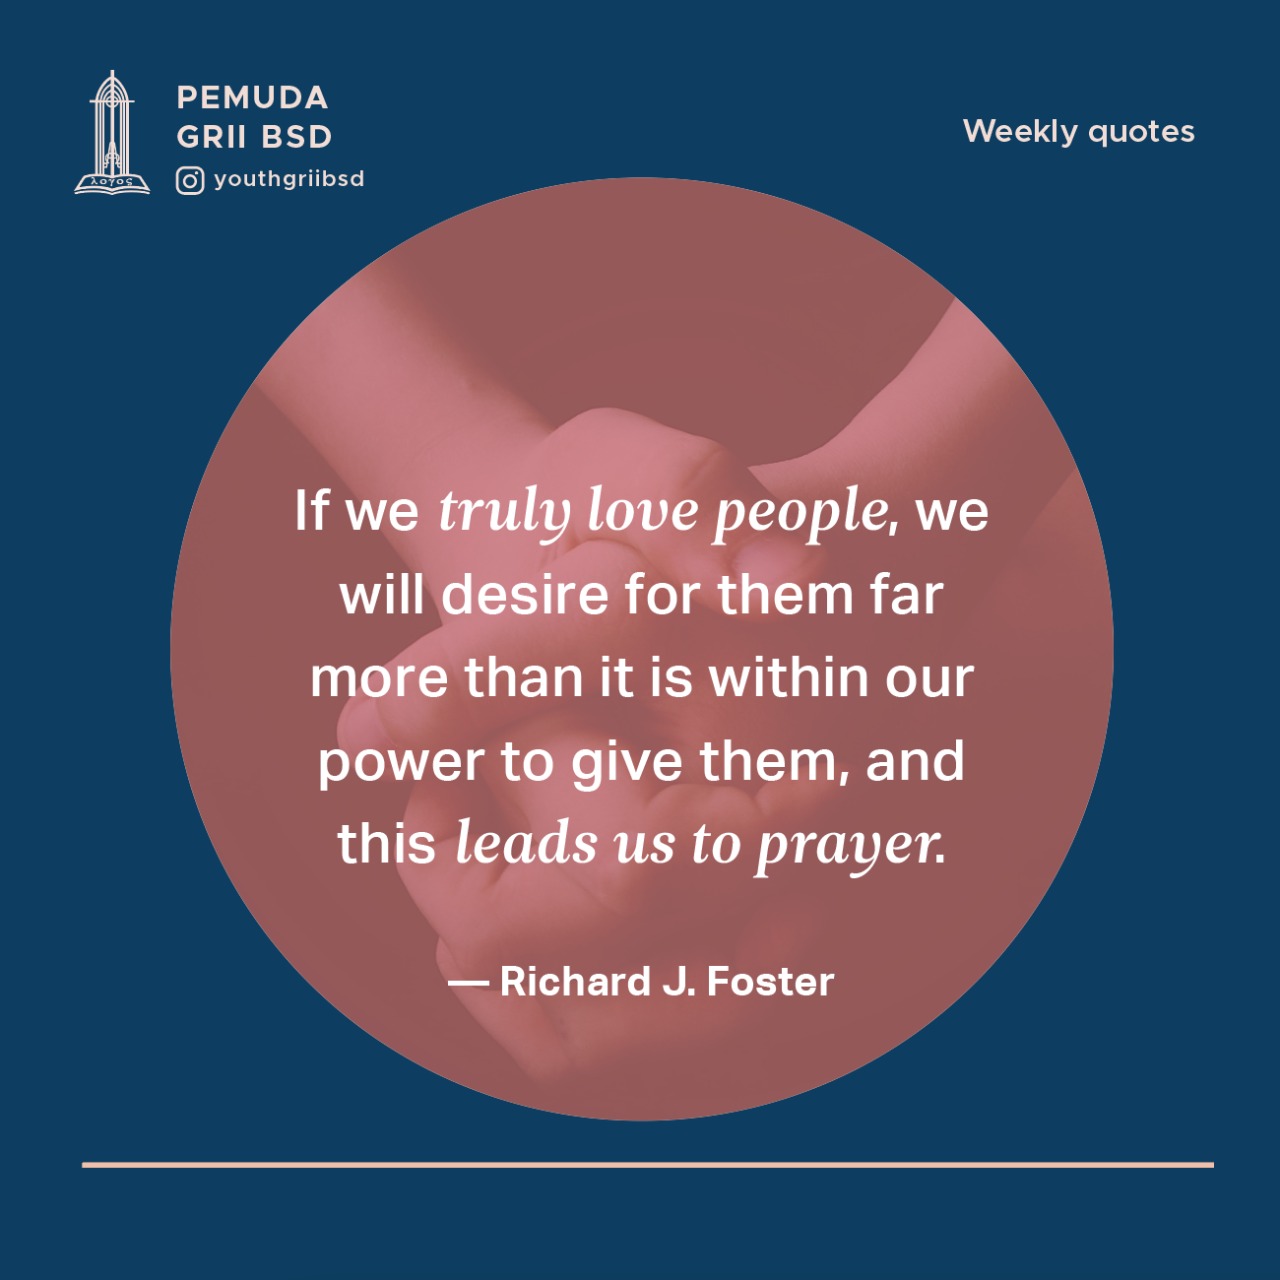 PEMUDA
GRII BSD
youthgriibsd
λογος
Weekly quotes
If we truly love people, we
will desire for them far
more than it is within our
power to give them, and
this leads us to prayer.
— Richard J. Foster